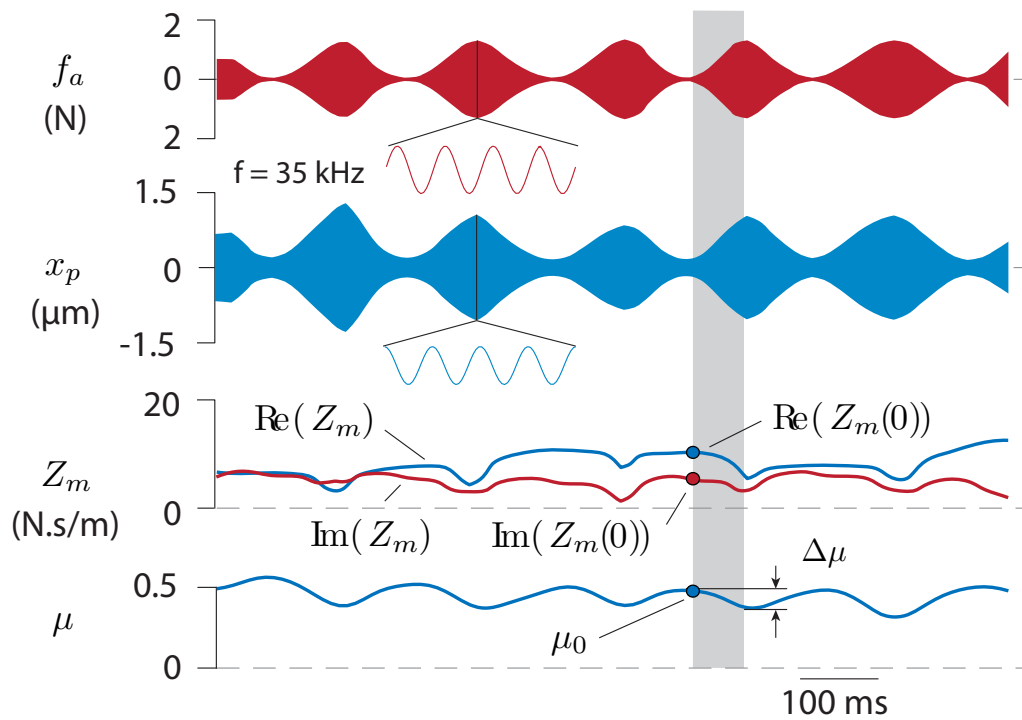 2
f_a
0
(N)
2
f = 35 kHz
1.5
x_p
0
(μm)
-1.5
20
Re(Z_m)
Re(Z_m(0))
Z_m
(N.s/m)
0
Im(Z_m)
Im(Z_m(0))
Δμ
0.5
μ
μ_0
0
100 ms